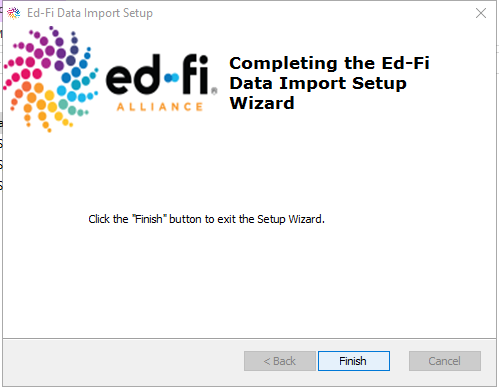 Ed-Fi Data Import Setup
ed-fi®
ALLIANCE
Completing the Ed-Fi
Data Import Setup
Wizard
Click the "Finish" button to exit the Setup Wizard.
< Back
Finish
Cancel